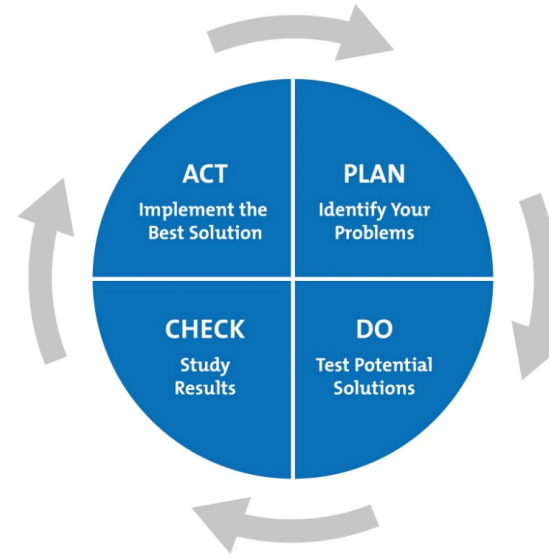 ACT
Implement the
Best Solution
PLAN
Identify Your
Problems
CHECK
Study
Results
DO
Test Potential
Solutions